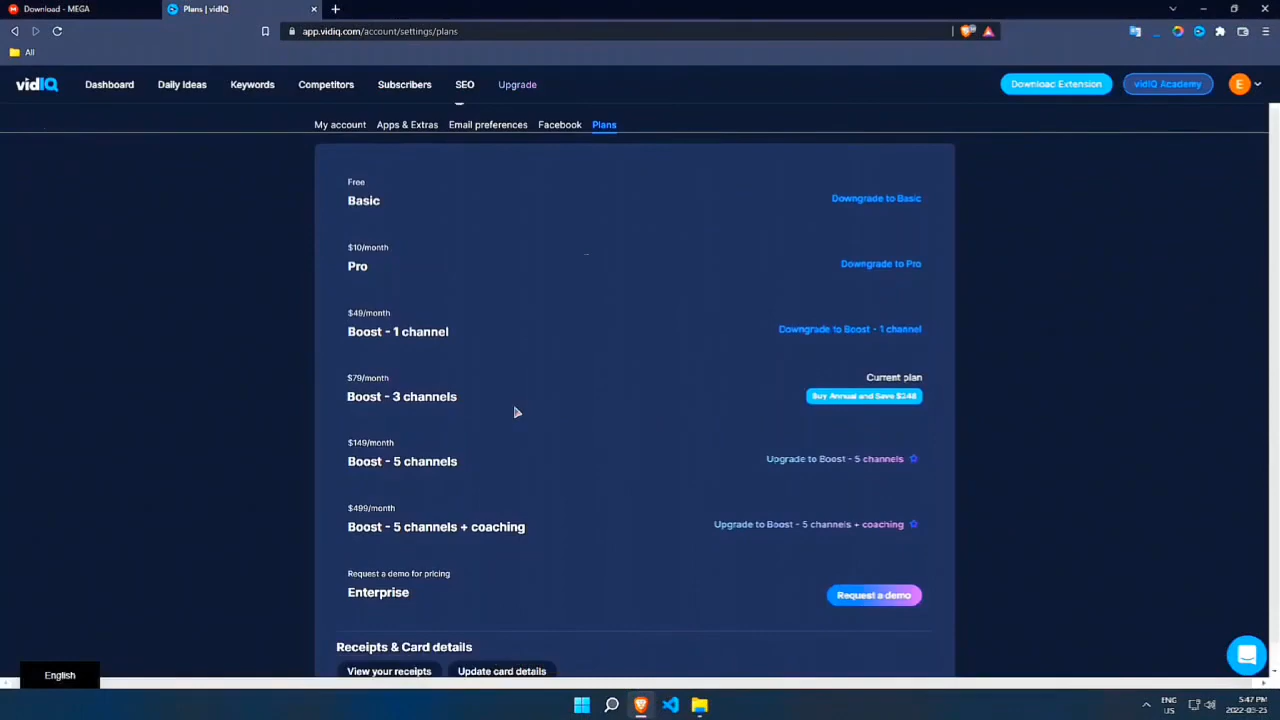 Download - MEGA
Plans | vidIQ
app.vidiq.com/account/settings/plans
All
vidIQ
Dashboard
Daily Ideas
Keywords
Competitors
Subscribers
SEO
Upgrade
Download Extension
vidIQ Academy
E
My account
Apps & Extras
Email preferences
Facebook
Plans
Free
Basic
Downgrade to Basic
$10/month
Pro
Downgrade to Pro
$49/month
Boost - 1 channel
Downgrade to Boost - 1 channel
$79/month
Boost - 3 channels
Current plan
Buy Annual and Save $248
$149/month
Boost - 5 channels
Upgrade to Boost - 5 channels
$499/month
Boost - 5 channels + coaching
Upgrade to Boost - 5 channels + coaching
Request a demo for pricing
Enterprise
Request a demo
Receipts & Card details
View your receipts
Update card details
English
ENG
US
5:47 PM
2022-03-25